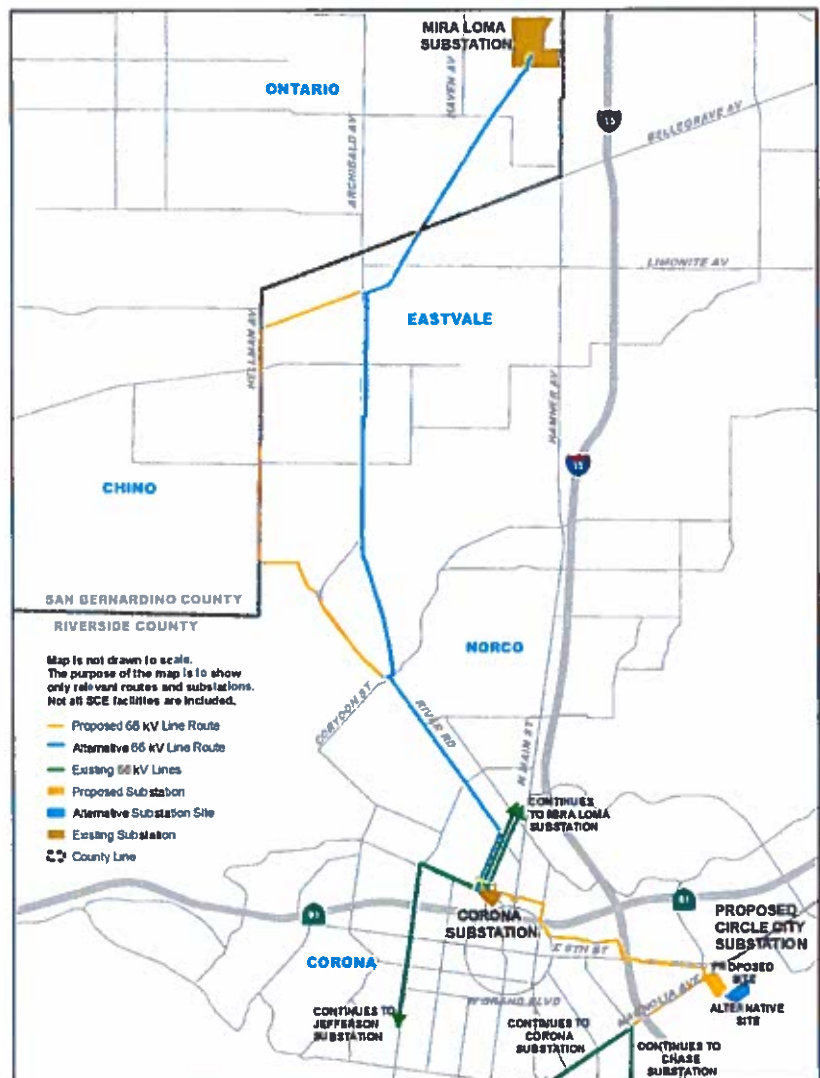 MIRA LOMA
SUBSTATION
ONTARIO
HAVEN AV
ARCHIBALD AV
15
BELLEGRAVE AV
LIMONITE AV
EASTVALE
HELLMAN AV
HAMNER AV
15
CHINO
SAN BERNARDINO COUNTY
RIVERSIDE COUNTY
NORCO
Map is not drawn to scale.
The purpose of the map is to show
only relevant routes and substations.
Not all SCE facilities are included.
Proposed 66 kV Line Route
Alternative 66 kV Line Route
Existing 66 kV Lines
Proposed Substation
Alternative Substation Site
Existing Substation
County Line
CORYDON ST
RIVER RD
N MAIN ST
CONTINUES
TO MIRA LOMA
SUBSTATION
91
91
CORONA
SUBSTATION
PROPOSED
CIRCLE CITY
SUBSTATION
E 6TH ST
PROPOSED
SITE
ALTERNATIVE
SITE
CORONA
W GRAND BLVD
MAGNOLIA AVE
CONTINUES TO
JEFFERSON
SUBSTATION
CONTINUES TO
CORONA
SUBSTATION
CONTINUES TO
CHASE
SUBSTATION